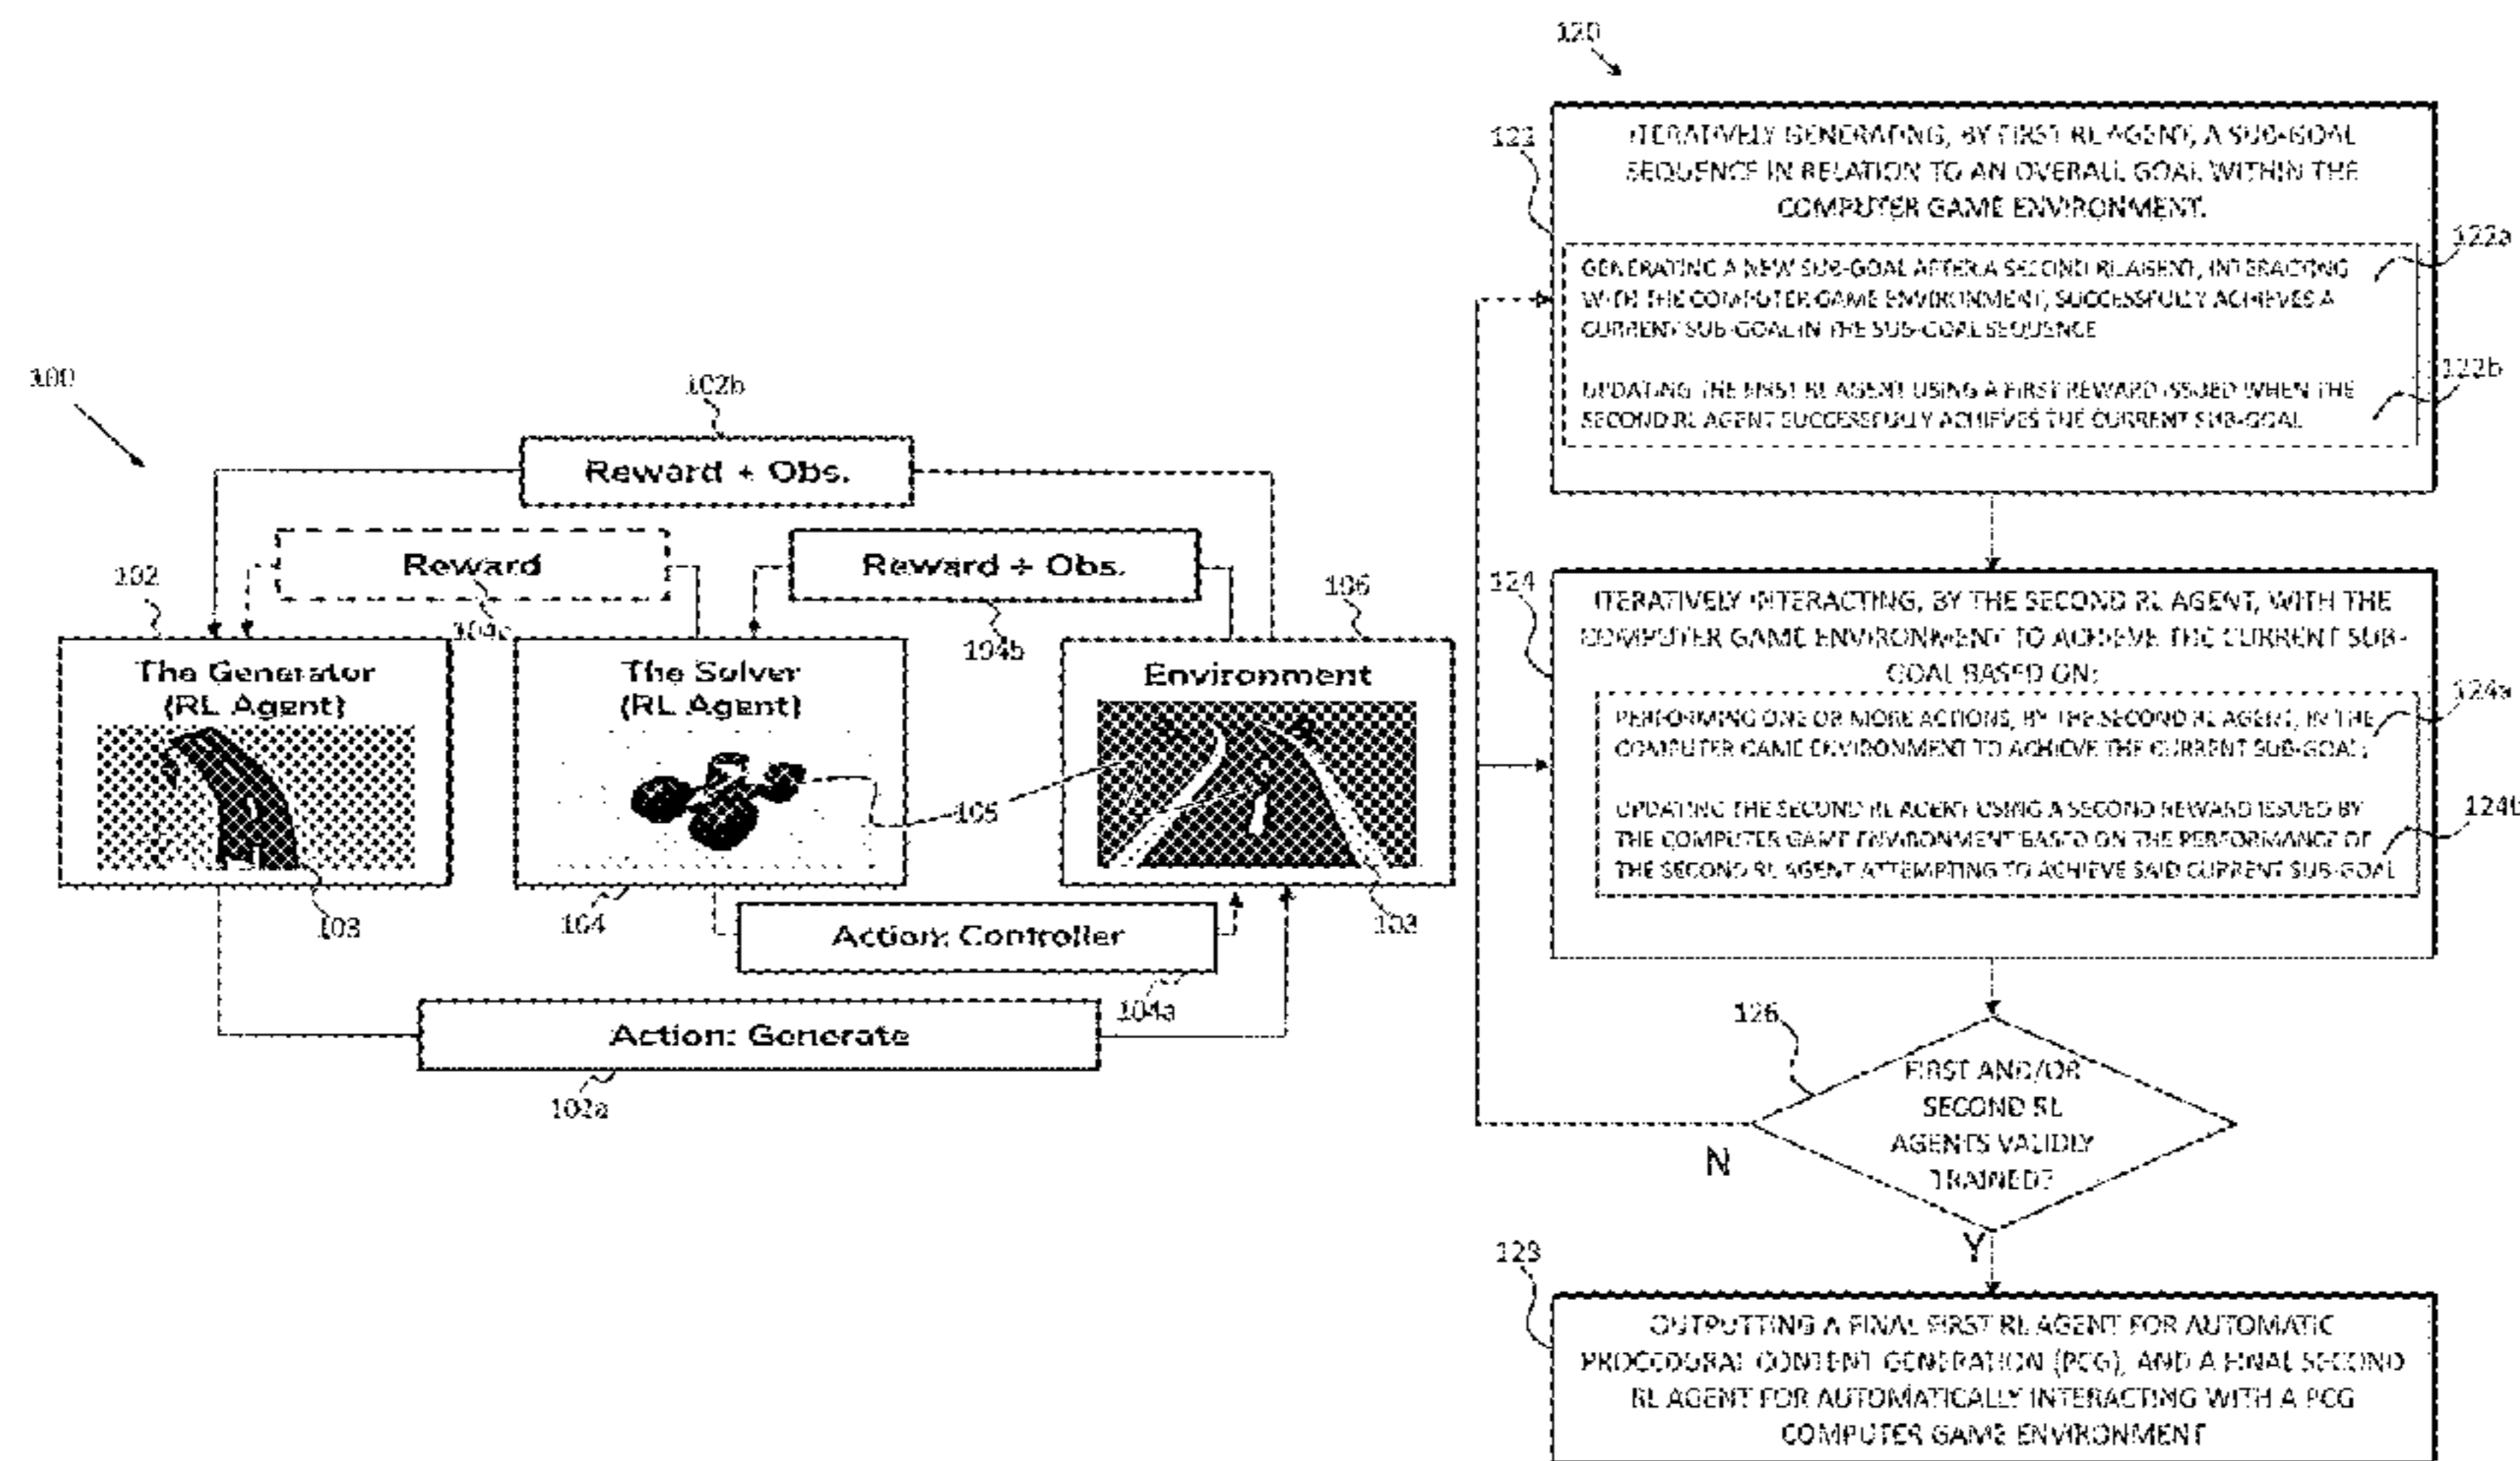 100
102b
Reward + Obs.
Reward
Reward + Obs.
102
104b
106
The Generator
(RL Agent)
The Solver
(RL Agent)
Environment
105
103
104
103
Action: Controller
104a
Action: Generate
102a
120
122
ITERATIVELY GENERATING, BY FIRST RL AGENT, A SUB-GOAL
SEQUENCE IN RELATION TO AN OVERALL GOAL WITHIN THE
COMPUTER GAME ENVIRONMENT.
122a
GENERATING A NEW SUB-GOAL AFTER A SECOND RL AGENT, INTERACTING
WITH THE COMPUTER GAME ENVIRONMENT, SUCCESSFULLY ACHIEVES A
CURRENT SUB-GOAL IN THE SUB-GOAL SEQUENCE
122b
UPDATING THE FIRST RL AGENT USING A FIRST REWARD ISSUED WHEN THE
SECOND RL AGENT SUCCESSFULLY ACHIEVES THE CURRENT SUB-GOAL
124
ITERATIVELY INTERACTING, BY THE SECOND RL AGENT, WITH THE
COMPUTER GAME ENVIRONMENT TO ACHIEVE THE CURRENT SUB-
GOAL BASED ON:
124a
PERFORMING ONE OR MORE ACTIONS, BY THE SECOND RL AGENT, IN THE
COMPUTER GAME ENVIRONMENT TO ACHIEVE THE CURRENT SUB-GOAL;
124b
UPDATING THE SECOND RL AGENT USING A SECOND REWARD ISSUED BY
THE COMPUTER GAME ENVIRONMENT BASED ON THE PERFORMANCE OF
THE SECOND RL AGENT ATTEMPTING TO ACHIEVE SAID CURRENT SUB-GOAL
126
FIRST AND/OR
SECOND RL
AGENTS VALIDLY
TRAINED?
N
Y
128
OUTPUTTING A FINAL FIRST RL AGENT FOR AUTOMATIC
PROCEDURAL CONTENT GENERATION (PCG), AND A FINAL SECOND
RL AGENT FOR AUTOMATICALLY INTERACTING WITH A PCG
COMPUTER GAME ENVIRONMENT